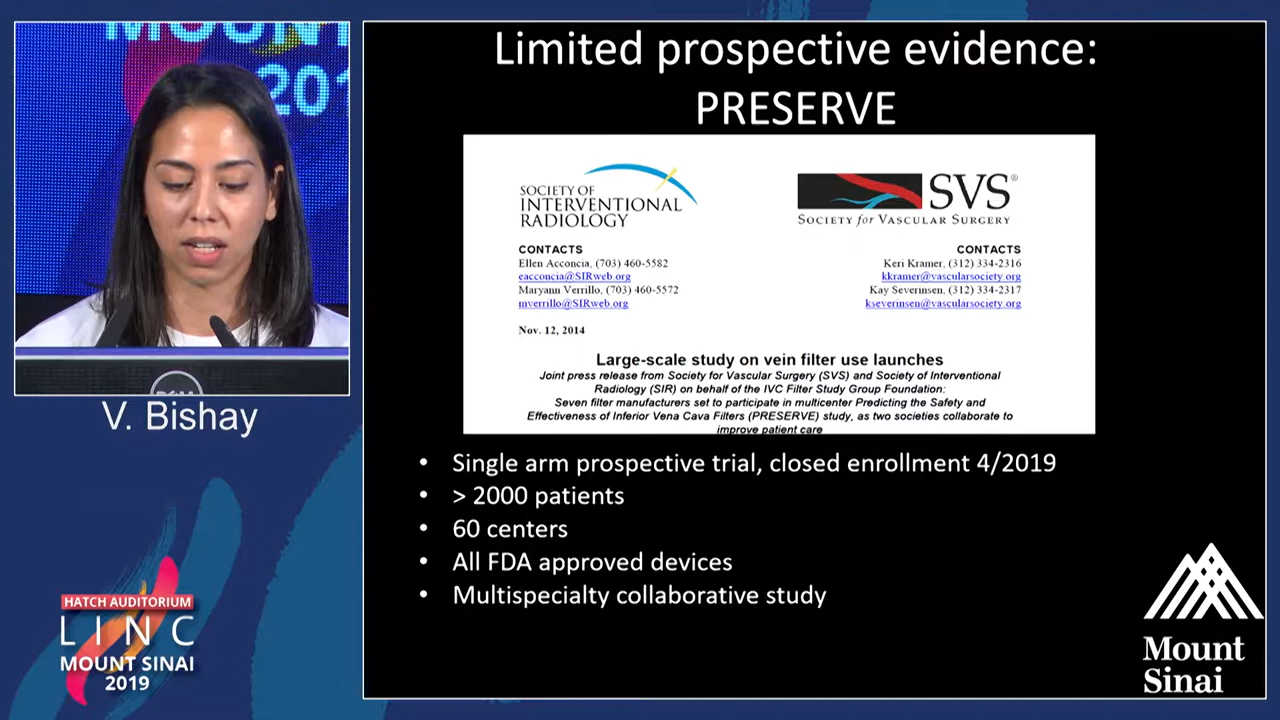 MOUNT
201
V. Bishay
HATCH AUDITORIUM
LINC
MOUNT SINAI
2019
Limited prospective evidence:
PRESERVE
SOCIETY OF
INTERVENTIONAL
RADIOLOGY
SVS®
SOCIETY for VASCULAR SURGERY
CONTACTS
Ellen Acconcia, (703) 460-5582
eacconcia@SIRweb.org
Maryann Verrillo, (703) 460-5572
mverrillo@SIRweb.org
CONTACTS
Keri Kramer, (312) 334-2316
kkramer@vascularsociety.org
Kay Severinsen, (312) 334-2317
kseverinsen@vascularsociety.org
Nov. 12, 2014
Large-scale study on vein filter use launches
Joint press release from Society for Vascular Surgery (SVS) and Society of Interventional
Radiology (SIR) on behalf of the IVC Filter Study Group Foundation:
Seven filter manufacturers set to participate in multicenter Predicting the Safety and
Effectiveness of Inferior Vena Cava Filters (PRESERVE) study, as two societies collaborate to
improve patient care
• Single arm prospective trial, closed enrollment 4/2019
• > 2000 patients
• 60 centers
• All FDA approved devices
• Multispecialty collaborative study
Mount
Sinai